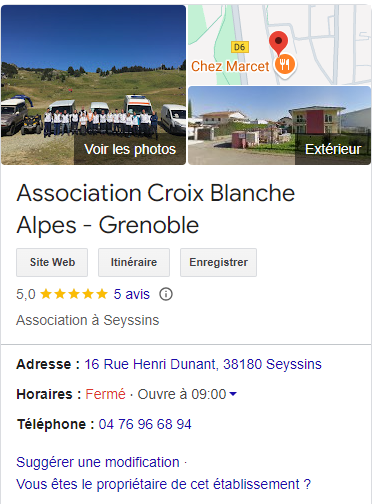 D6
Chez Marcet
Voir les photos
Extérieur
Association Croix Blanche
Alpes - Grenoble
Site Web
Itinéraire
Enregistrer
5,0 ★★★★★ 5 avis
Association à Seyssins
Adresse : 16 Rue Henri Dunant, 38180 Seyssins
Horaires : Fermé · Ouvre à 09:00
Téléphone : 04 76 96 68 94
Suggérer une modification ·
Vous êtes le propriétaire de cet établissement ?